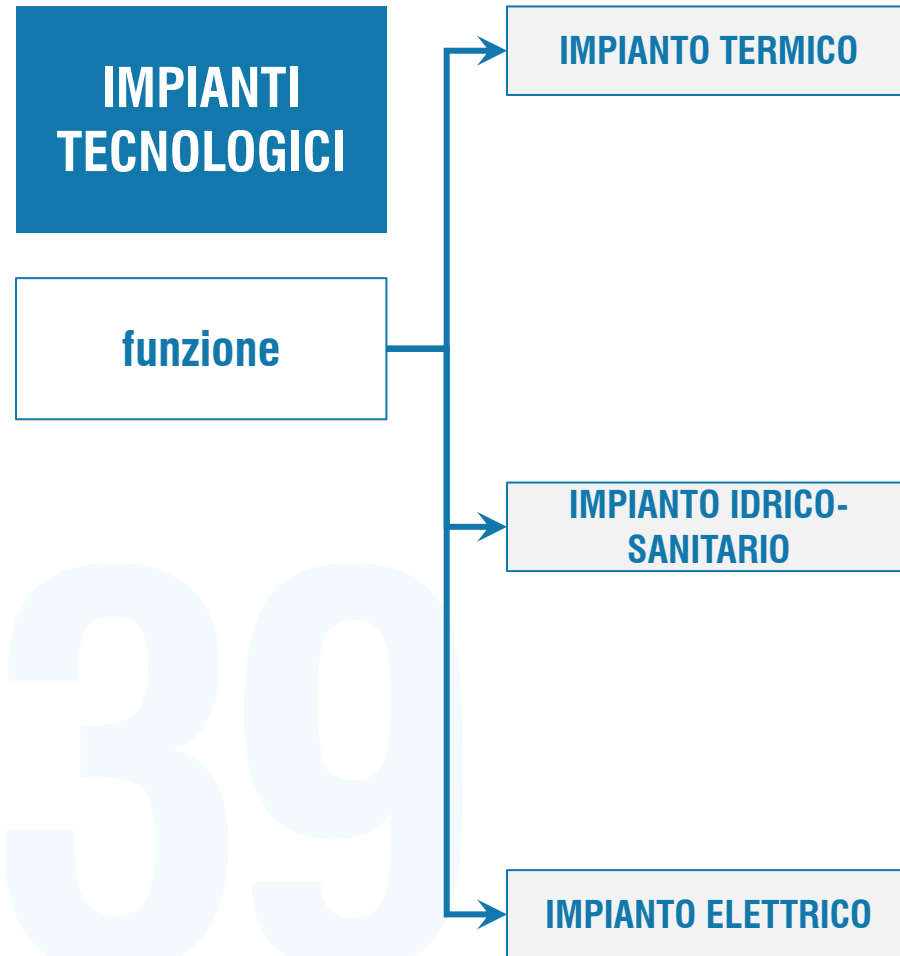 IMPIANTI
TECNOLOGICI
funzione
IMPIANTO TERMICO
IMPIANTO IDRICO-
SANITARIO
IMPIANTO ELETTRICO
39